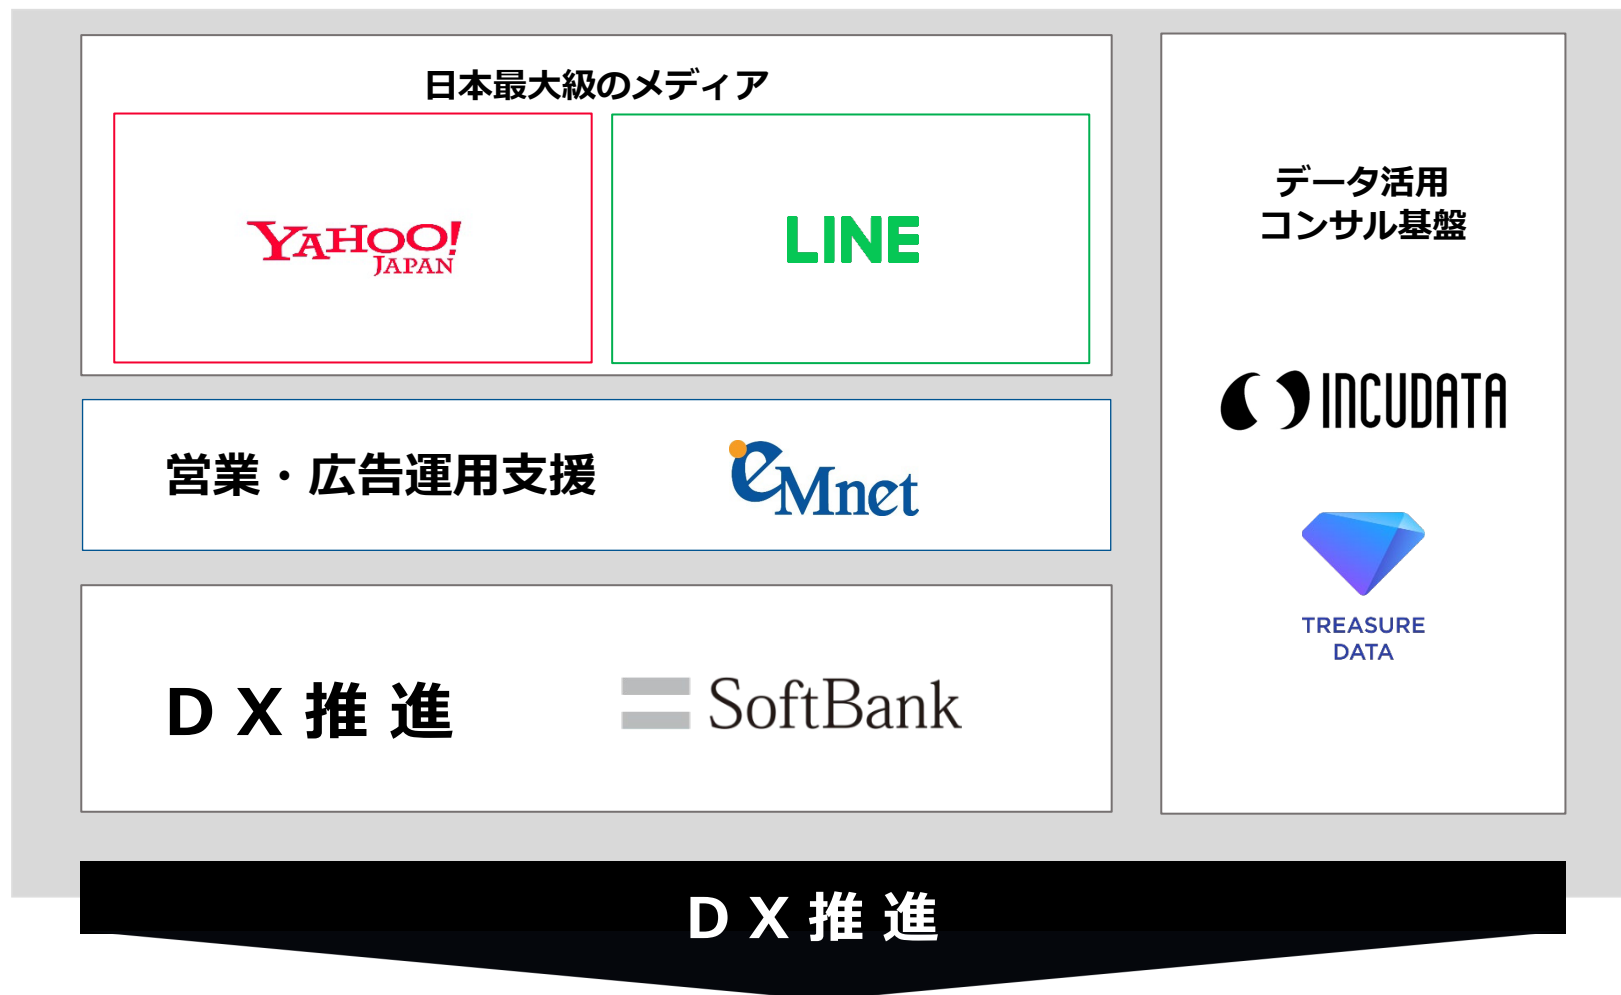 日本最大級のメディア
YAHOO!
JAPAN
LINE
営業・広告運用支援
eMnet
DX推進
SoftBank
データ活用
コンサル基盤
INCUDATA
TREASURE
DATA
DX推進